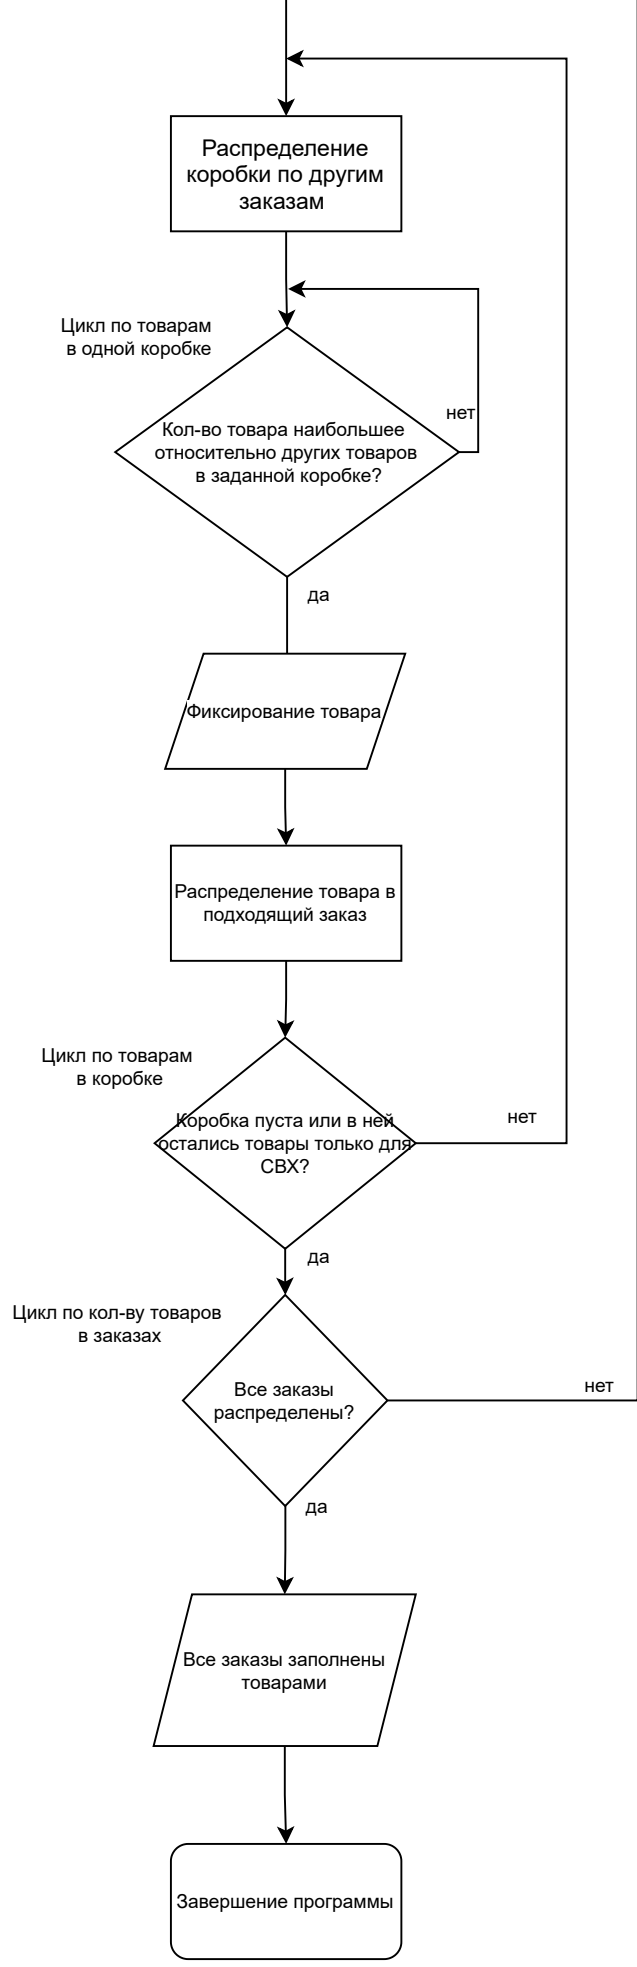 Распределение
коробки по другим
заказам
Цикл по товарам
в одной коробке
нет
Кол-во товара наибольшее
относительно других товаров
в заданной коробке?
да
Фиксирование товара
Распределение товара в
подходящий заказ
Цикл по товарам
в коробке
нет
Коробка пуста или в ней
остались товары только для
СВХ?
да
Цикл по кол-ву товаров
в заказах
нет
Все заказы
распределены?
да
Все заказы заполнены
товарами
Завершение программы